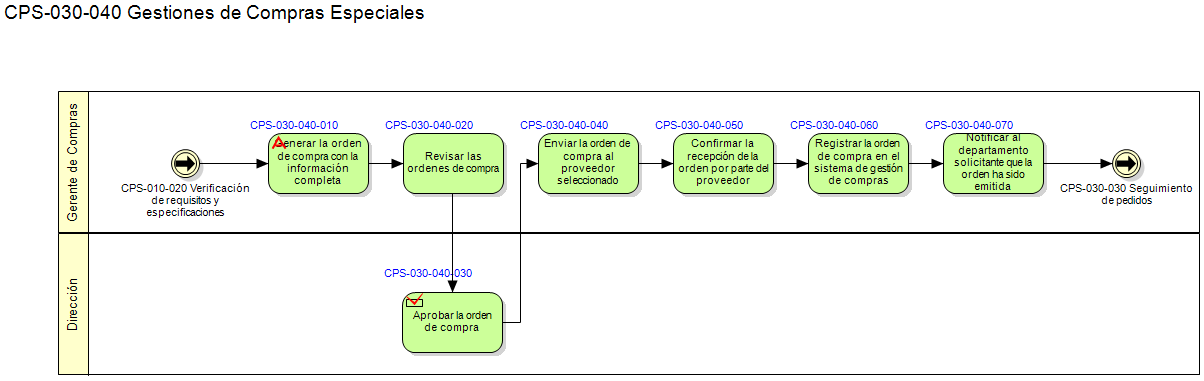 CPS-030-040 Gestiones de Compras Especiales
Gerente de Compras
CPS-010-020 Verificación
de requisitos y
especificaciones
CPS-030-040-010
Generar la orden
de compra con la
información
completa
CPS-030-040-020
Revisar las
ordenes de compra
CPS-030-040-040
Enviar la orden de
compra al
proveedor
seleccionado
CPS-030-040-050
Confirmar la
recepción de la
orden por parte del
proveedor
CPS-030-040-060
Registrar la orden
de compra en el
sistema de gestión
de compras
CPS-030-040-070
Notificar al
departamento
solicitante que la
orden ha sido
emitida
CPS-030-030 Seguimiento
de pedidos
Dirección
CPS-030-040-030
Aprobar la orden
de compra